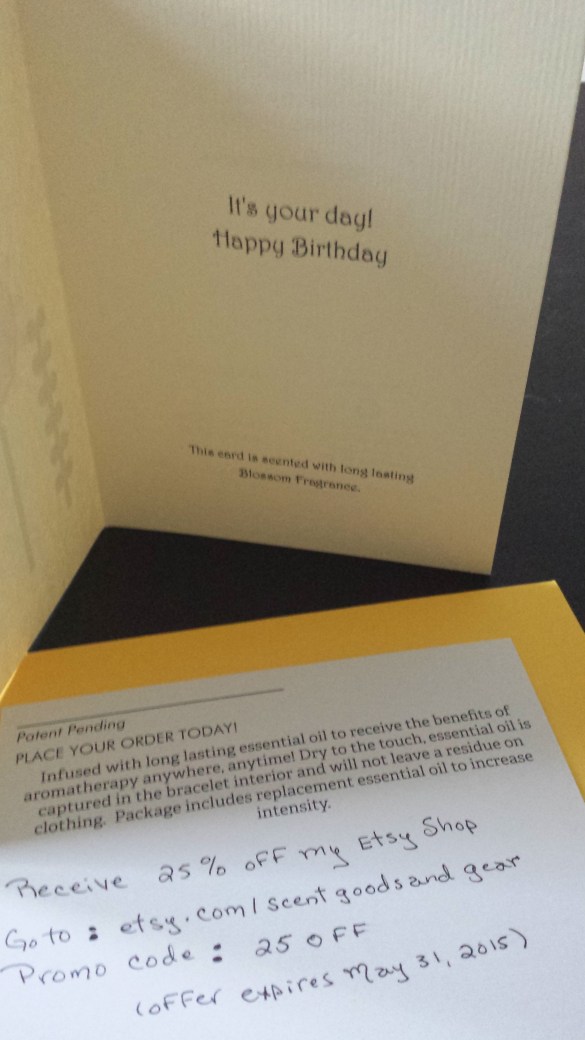 It's your day!
Happy Birthday
This card is scented with long lasting
Blossom Fragrance.
Patent Pending
PLACE YOUR ORDER TODAY!
Infused with long lasting essential oil to receive the benefits of
aromatherapy anywhere, anytime! Dry to the touch, essential oil is
captured in the bracelet interior and will not leave a residue on
clothing. Package includes replacement essential oil to increase
intensity.
Receive 25% off my Etsy Shop
Go to : etsy.com/scentgoodsandgear
Promo code : 25OFF
(offer expires May 31, 2015)